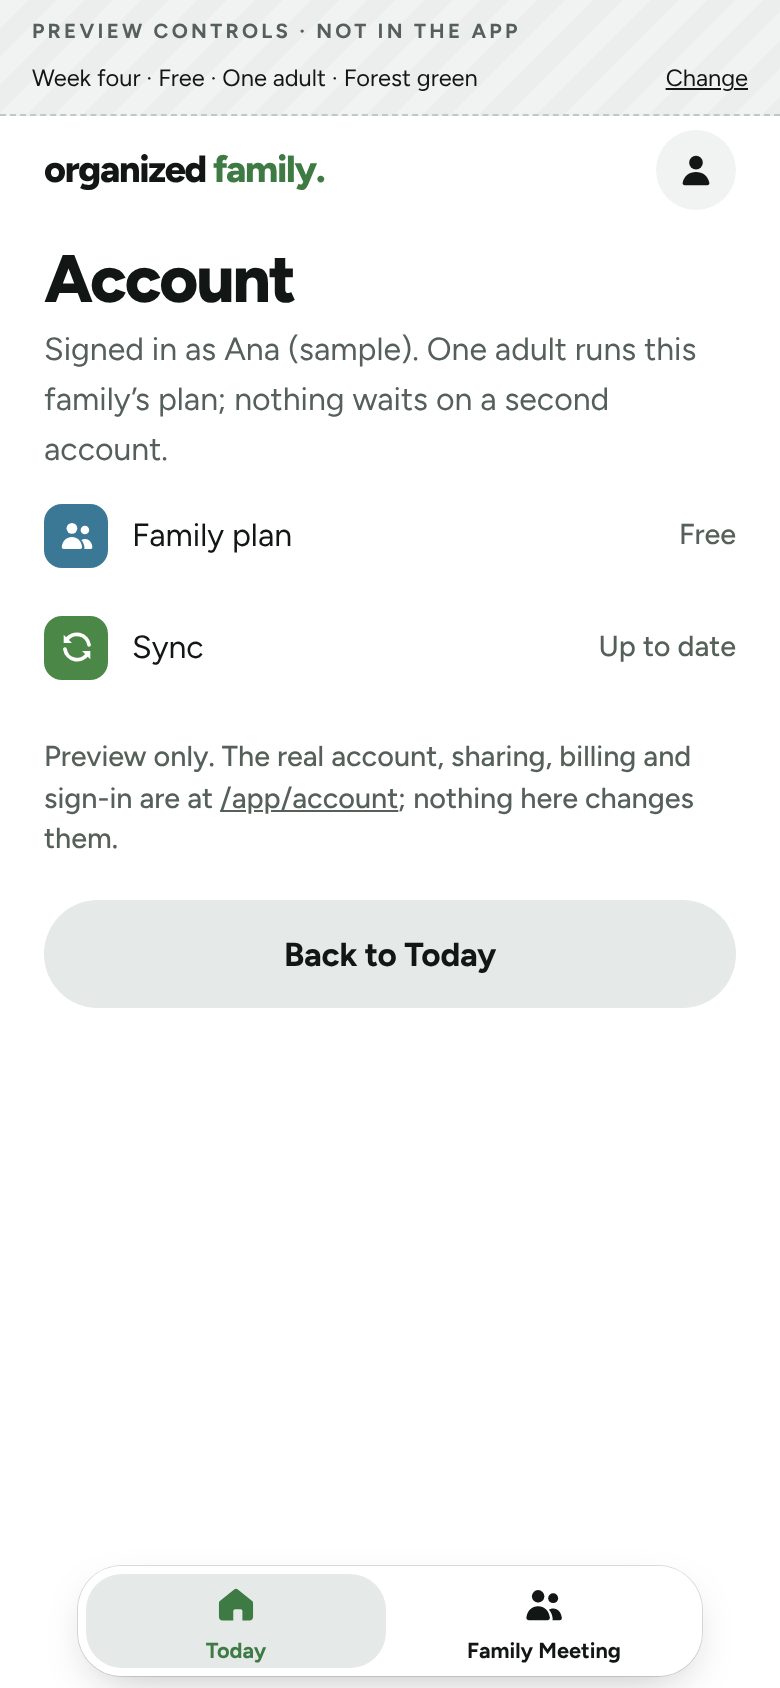 PREVIEW CONTROLS · NOT IN THE APP
Week four · Free · One adult · Forest green
Change
organized family.
Account
Signed in as Ana (sample). One adult runs this
family’s plan; nothing waits on a second
account.
Family plan
Free
Sync
Up to date
Preview only. The real account, sharing, billing and
sign-in are at /app/account; nothing here changes
them.
Back to Today
Today
Family Meeting